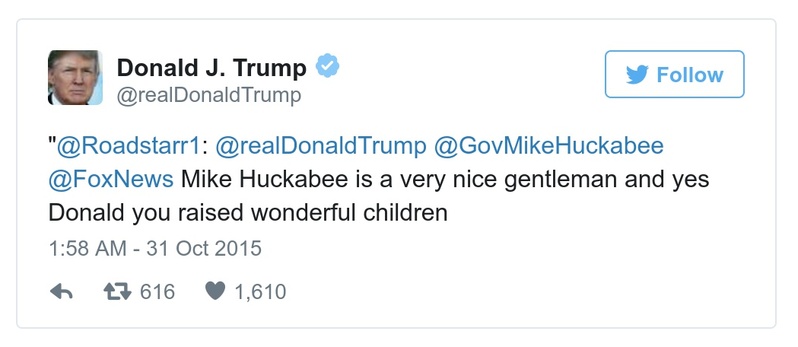 Donald J. Trump
@realDonaldTrump
Follow
"@Roadstarr1: @realDonaldTrump @GovMikeHuckabee
@FoxNews Mike Huckabee is a very nice gentleman and yes
Donald you raised wonderful children
1:58 AM - 31 Oct 2015
616 1,610